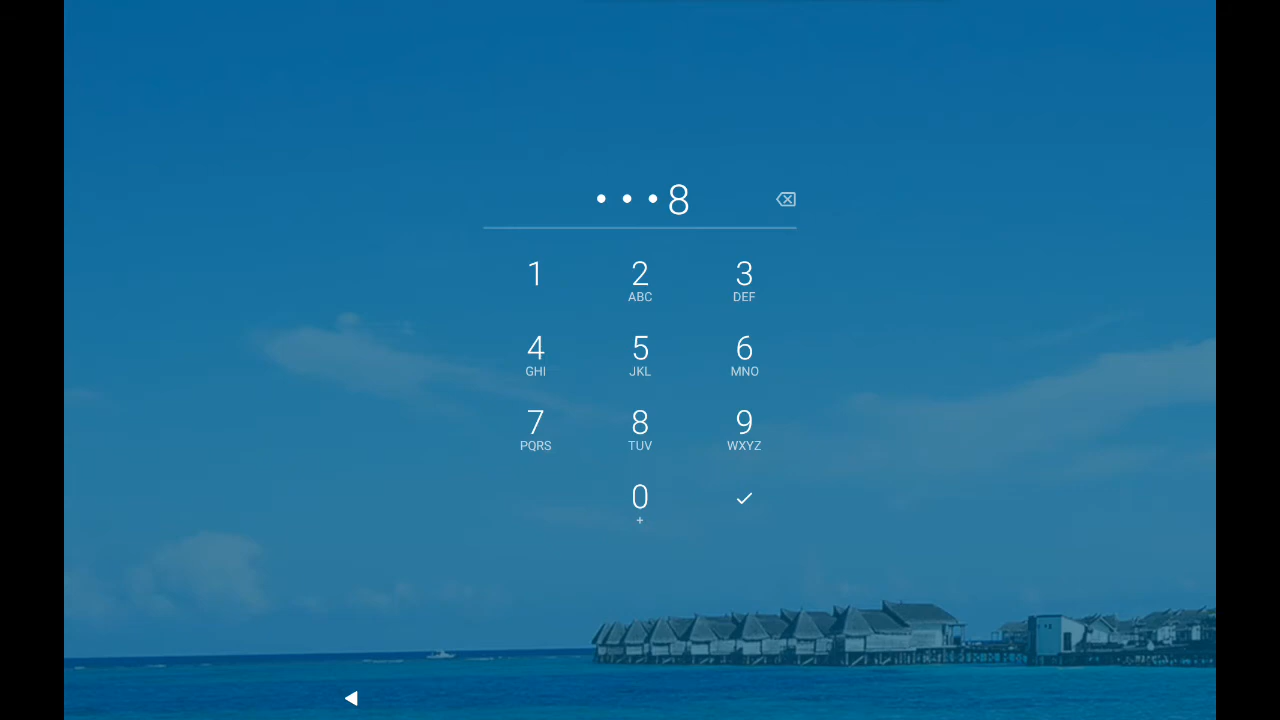 •••8
1 2 3
ABC DEF
4 5 6
GHI JKL MNO
7 8 9
PQRS TUV WXYZ
0
+